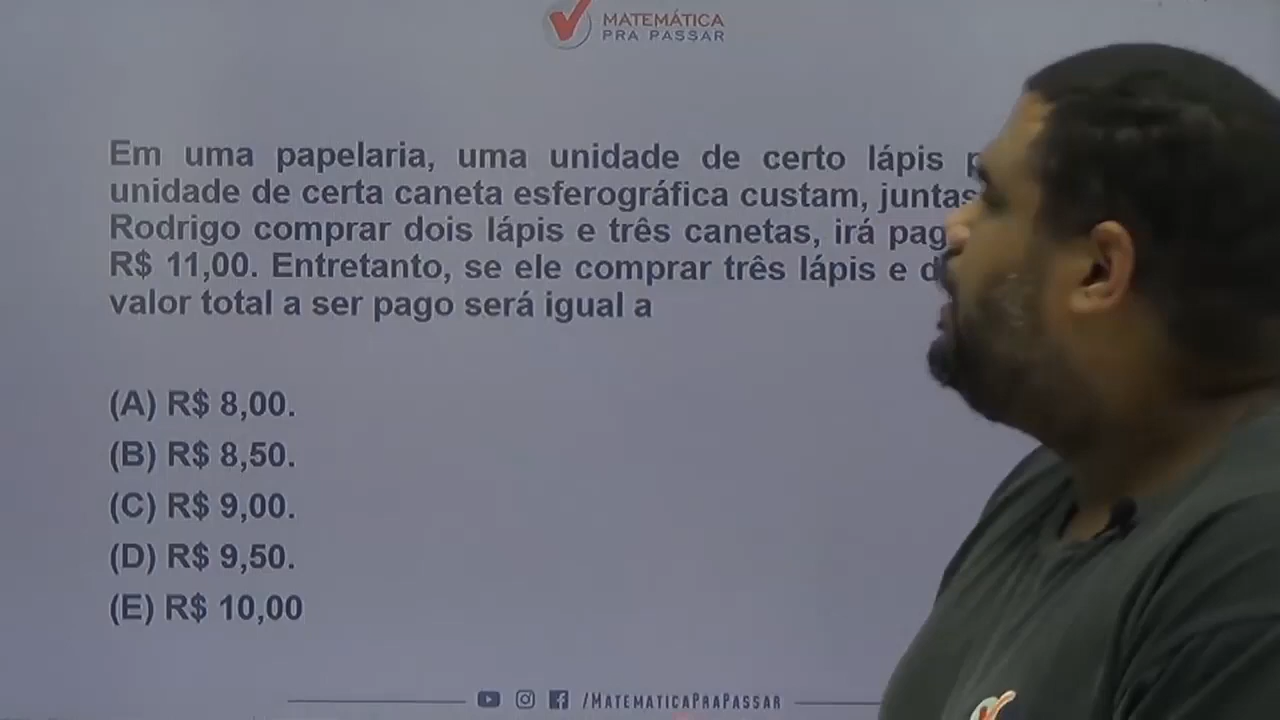 MATEMÁTICA
PRA PASSAR
Em uma papelaria, uma unidade de certo lápis
unidade de certa caneta esferográfica custam, juntas
Rodrigo comprar dois lápis e três canetas, irá
R$ 11,00. Entretanto, se ele comprar três lápis e
valor total a ser pago será igual a
(A) R$ 8,00.
(B) R$ 8,50.
(C) R$ 9,00.
(D) R$ 9,50.
(E) R$ 10,00
/MATEMATICAPRAPASSAR